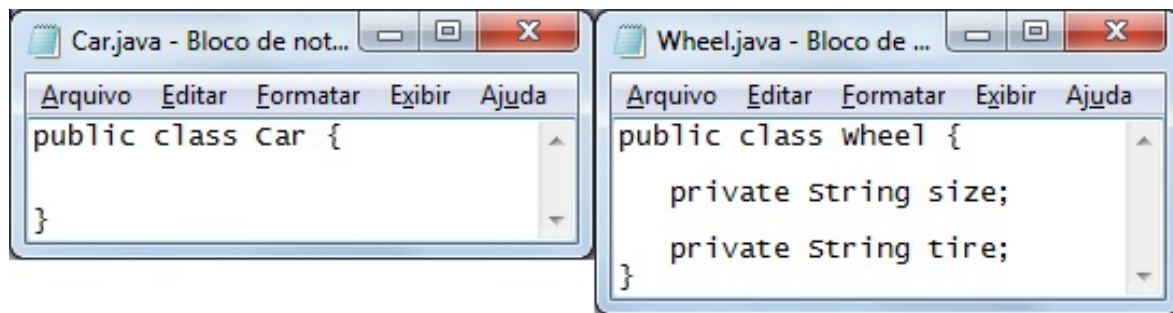 Car.java - Bloco de not...
Arquivo Editar Formatar Exibir Ajuda
public class Car {
}
Wheel.java - Bloco de ...
Arquivo Editar Formatar Exibir Ajuda
public class Wheel {
private String size;
private String tire;
}